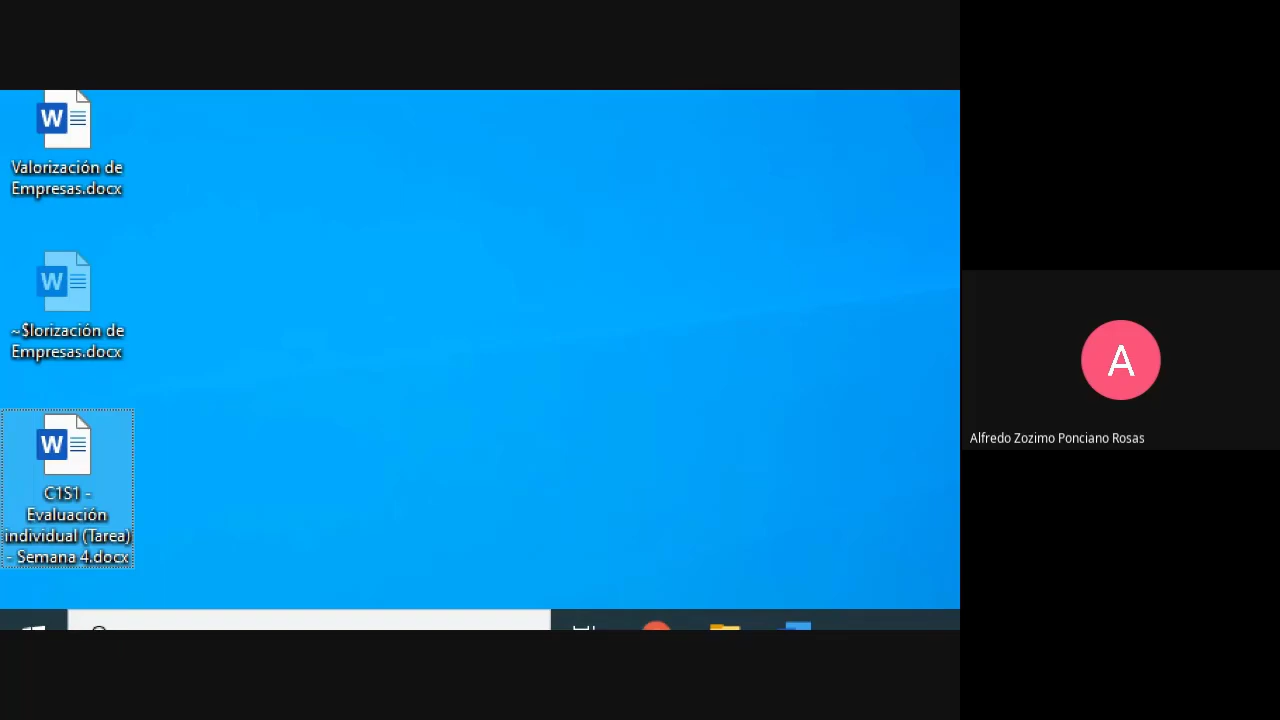 W
Valorización de
Empresas.docx
W
~$lorización de
Empresas.docx
W
C1S1 -
Evaluación
individual (Tarea)
- Semana 4.docx
A
Alfredo Zozimo Ponciano Rosas